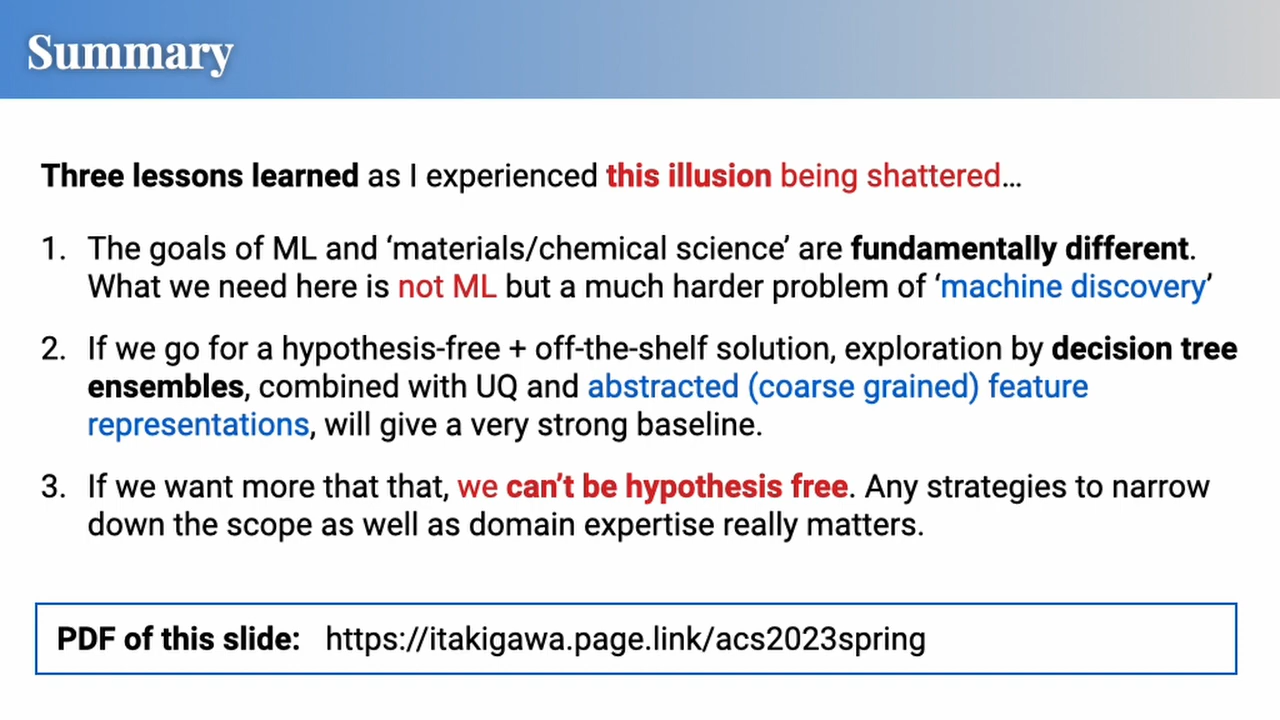 Summary
Three lessons learned as I experienced this illusion being shattered…
1. The goals of ML and ‘materials/chemical science’ are fundamentally different.
What we need here is not ML but a much harder problem of ‘machine discovery’
2. If we go for a hypothesis-free + off-the-shelf solution, exploration by decision tree
ensembles, combined with UQ and abstracted (coarse grained) feature
representations, will give a very strong baseline.
3. If we want more that that, we can’t be hypothesis free. Any strategies to narrow
down the scope as well as domain expertise really matters.
PDF of this slide: https://itakigawa.page.link/acs2023spring